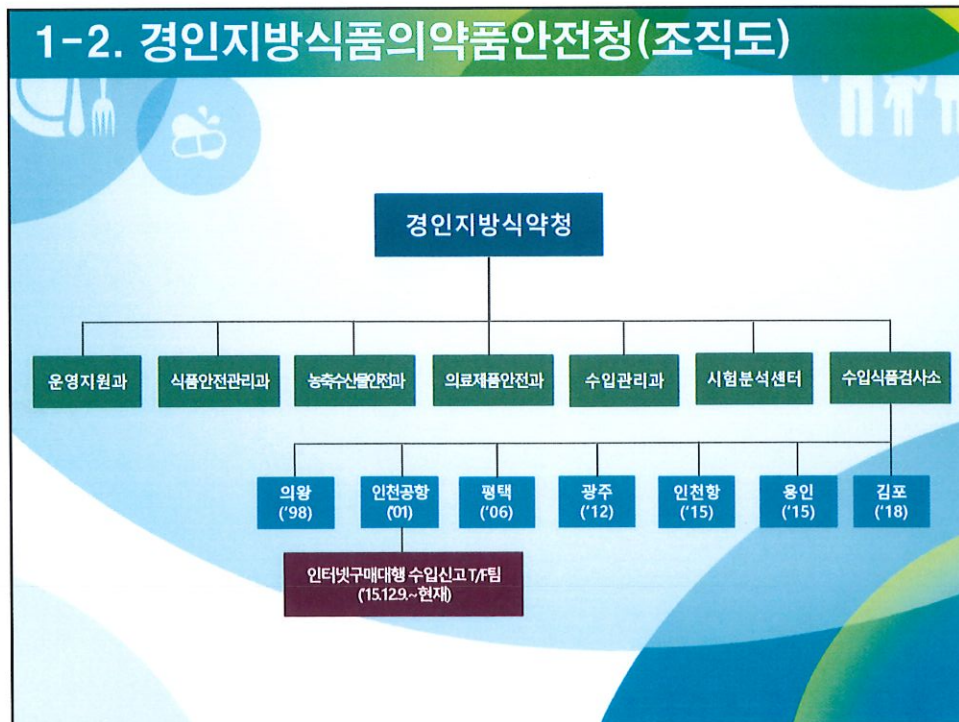 1-2. 경인지방식품의약품안전청(조직도)
경인지방식약청
운영지원과
식품안전관리과
농축수산물안전과
의료제품안전과
수입관리과
시험분석센터
수입식품검사소
의왕
('98)
인천공항
('01)
평택
('06)
광주
('12)
인천항
('15)
용인
('15)
김포
('18)
인터넷구매대행 수입신고 T/F팀
('15.12.9.~현재)